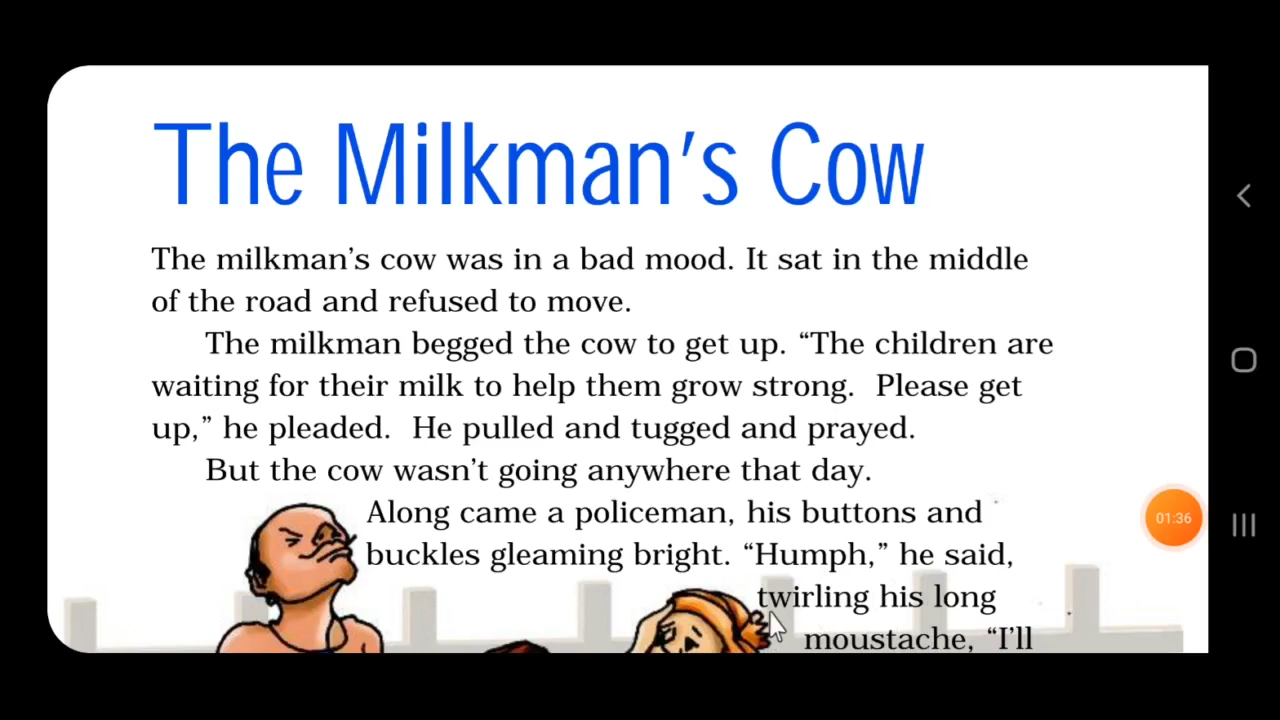 The Milkman's Cow
The milkman's cow was in a bad mood. It sat in the middle
of the road and refused to move.
The milkman begged the cow to get up. “The children are
waiting for their milk to help them grow strong.  Please get
up,” he pleaded.  He pulled and tugged and prayed.
But the cow wasn't going anywhere that day.
Along came a policeman, his buttons and
buckles gleaming bright. “Humph,” he said,
twirling his long
moustache, “I'll
01:36